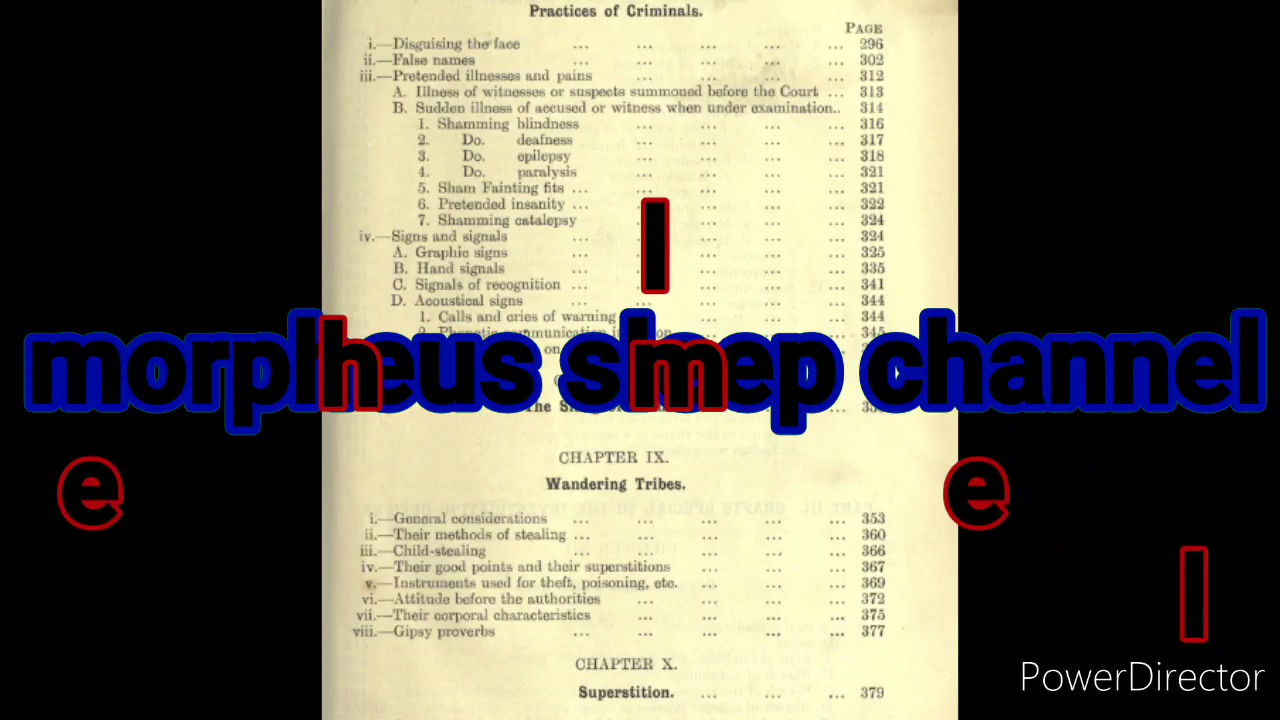 Practices of Criminals.
PAGE
i.—Disguising the face ... ... ... ... ... 296
ii.—False names ... ... ... ... ... 302
iii.—Pretended illnesses and pains ... ... ... ... 312
A. Illness of witnesses or suspects summoned before the Court ... 313
B. Sudden illness of accused or witness when under examination.. 314
1. Shamming blindness ... ... ... ... 316
2. Do. deafness ... ... ... ... 317
3. Do. epilepsy ... ... ... ... 318
4. Do. paralysis ... ... ... ... 321
5. Sham Fainting fits ... ... ... ... ... 321
6. Pretended insanity ... ... ... ... 322
7. Shamming catalepsy ... ... ... 324
iv.—Signs and signals ... ... ... ... 324
A. Graphic signs ... ... ... ... 325
B. Hand signals ... ... ... ... 335
C. Signals of recognition ... ... ... ... 341
D. Acoustical signs ... ... ... ... ... 344
1. Calls and cries of warning ... ... ... 344
2. Phonetic communication ... ... ... 345
l
h
m
morpheus sleep channel
The
CHAPTER IX.
Wandering Tribes.
e e
i.—General considerations ... ... ... ... ... 353
ii.—Their methods of stealing ... ... ... ... ... 360
iii.—Child-stealing ... ... ... ... ... 366
iv.—Their good points and their superstitions ... ... ... 367
v.—Instruments used for theft, poisoning, etc. ... ... ... 369
vi.—Attitude before the authorities ... ... ... ... 372
vii.—Their corporal characteristics ... ... ... ... 375
viii.—Gipsy proverbs ... ... ... ... ... 377
l
CHAPTER X.
Superstition. ... ... ... ... 379
PowerDirector